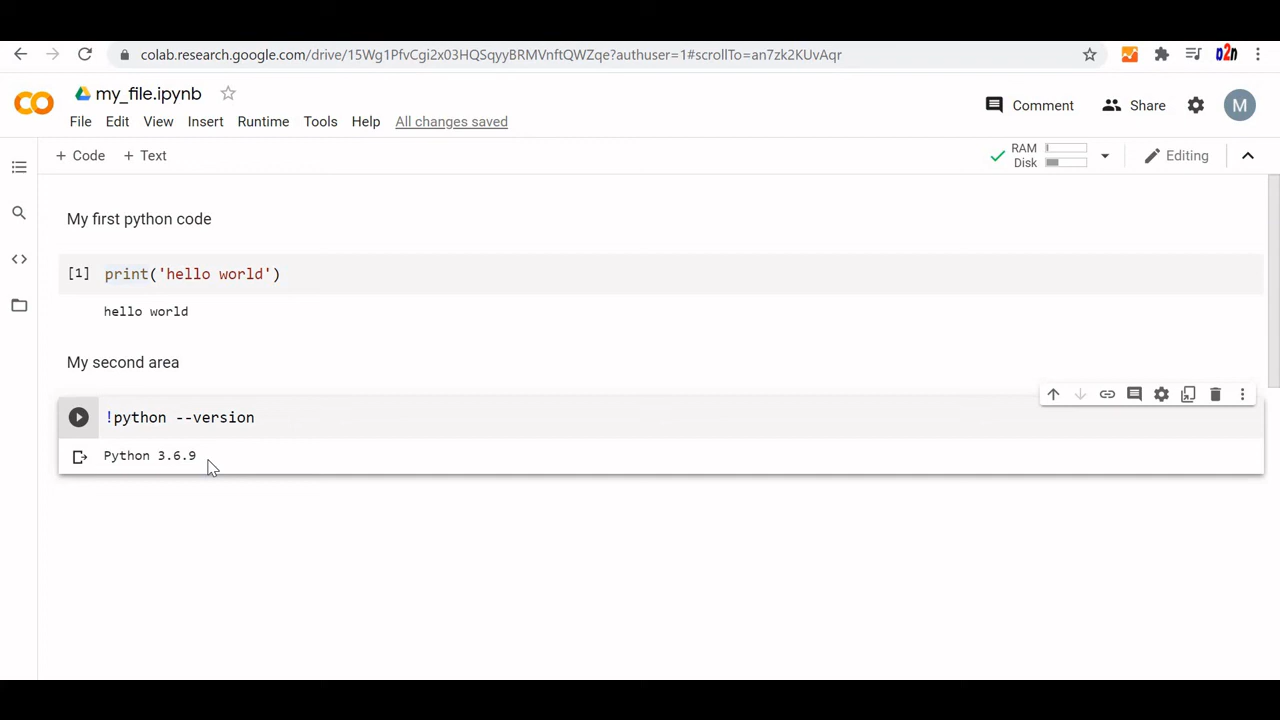 colab.research.google.com/drive/15Wg1PfvCgi2x03HQSqyyBRMVnftQWZqe?authuser=1#scrollTo=an7zk2KUvAqr
my_file.ipynb
Comment Share M
File Edit View Insert Runtime Tools Help All changes saved
+ Code + Text
RAM
Disk
Editing
My first python code
[1] print('hello world')
hello world
My second area
!python --version
Python 3.6.9